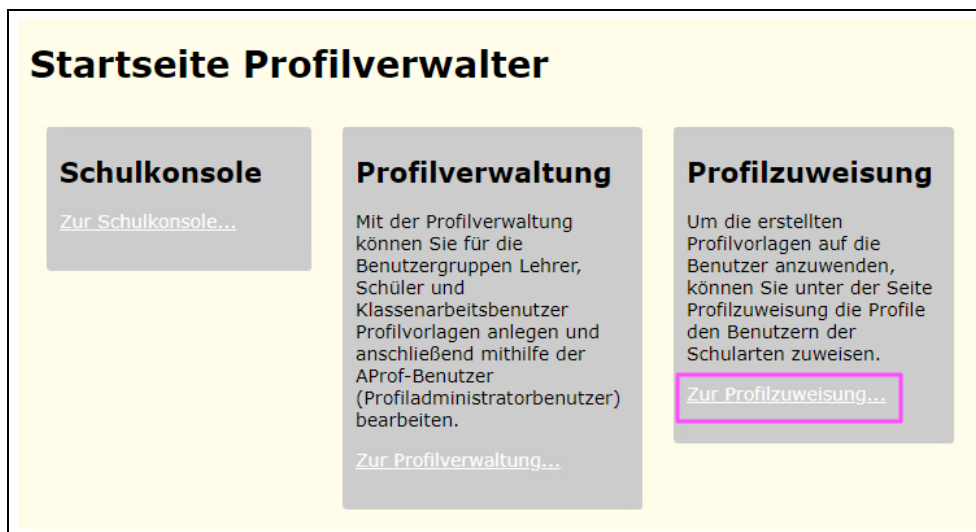 Startseite Profilverwalter
Schulkonsole
Zur Schulkonsole...
Profilverwaltung
Mit der Profilverwaltung
können Sie für die
Benutzergruppen Lehrer,
Schüler und
Klassenarbeitsbenutzer
Profilvorlagen anlegen und
anschließend mithilfe der
AProf-Benutzer
(Profiladministratorbenutzer)
bearbeiten.
Zur Profilverwaltung...
Profilzuweisung
Um die erstellten
Profilvorlagen auf die
Benutzer anzuwenden,
können Sie unter der Seite
Profilzuweisung die Profile
den Benutzern der
Schularten zuweisen.
Zur Profilzuweisung...